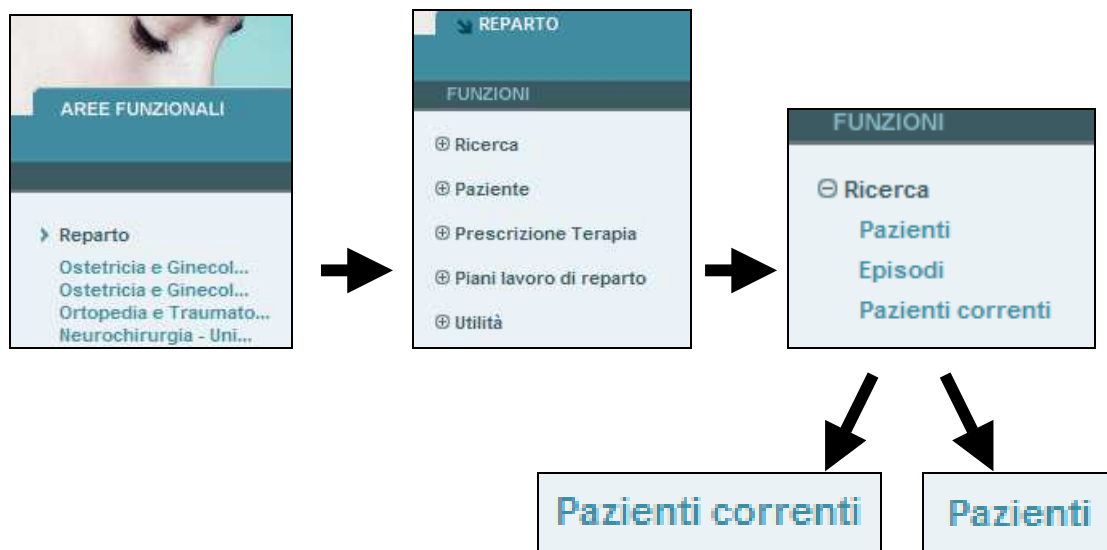 AREE FUNZIONALI
Reparto
Ostetricia e Ginecol...
Ostetricia e Ginecol...
Ortopedia e Traumato...
Neurochirurgia - Uni...
REPARTO
FUNZIONI
Ricerca
Paziente
Prescrizione Terapia
Piani lavoro di reparto
Utilità
FUNZIONI
Ricerca
Pazienti
Episodi
Pazienti correnti
Pazienti correnti
Pazienti